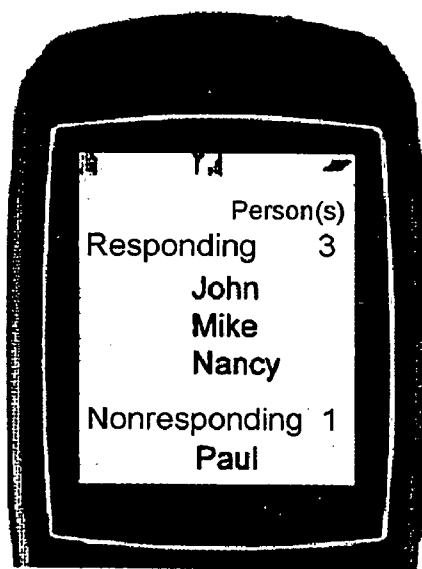 Person(s)
Responding 3
John
Mike
Nancy
Nonresponding 1
Paul